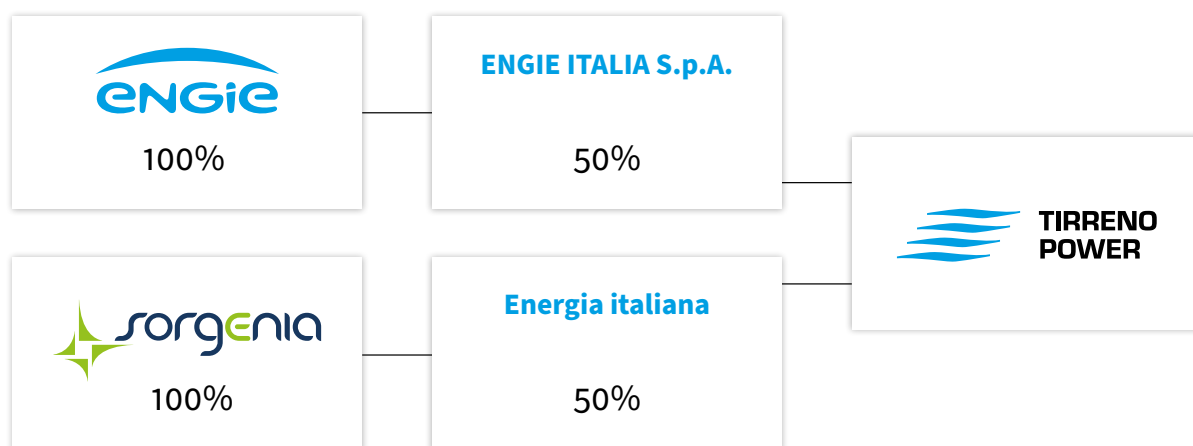 ENGIE
100%
ENGIE ITALIA S.p.A.
50%
TIRRENO
POWER
sorgenia
100%
Energia italiana
50%